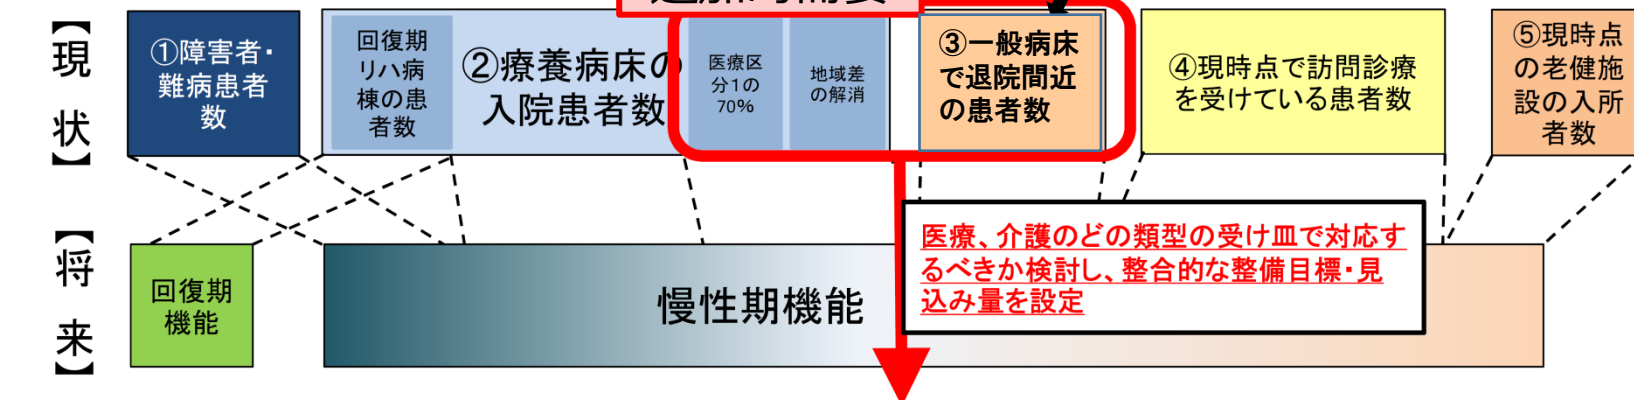 【現状】
①障害者・
難病患者
数
回復期
リハ病
棟の患
者数
②療養病床の
入院患者数
医療区
分1の
70%
地域差
の解消
③一般病床
で退院間近
の患者数
④現時点で訪問診療
を受けている患者数
⑤現時点
の老健施
設の入所
者数
【将来】
回復期
機能
慢性期機能
医療、介護のどの類型の受け皿で対応す
るべきか検討し、整合的な整備目標・見
込み量を設定